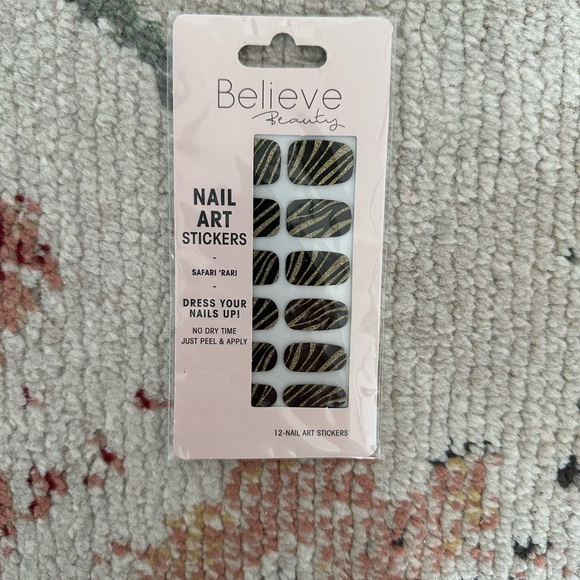 Believe
Beauty
NAIL
ART
STICKERS
-
SAFARI 'RARI
-
DRESS YOUR
NAILS UP!
NO DRY TIME
JUST PEEL & APPLY
12-NAIL ART STICKERS